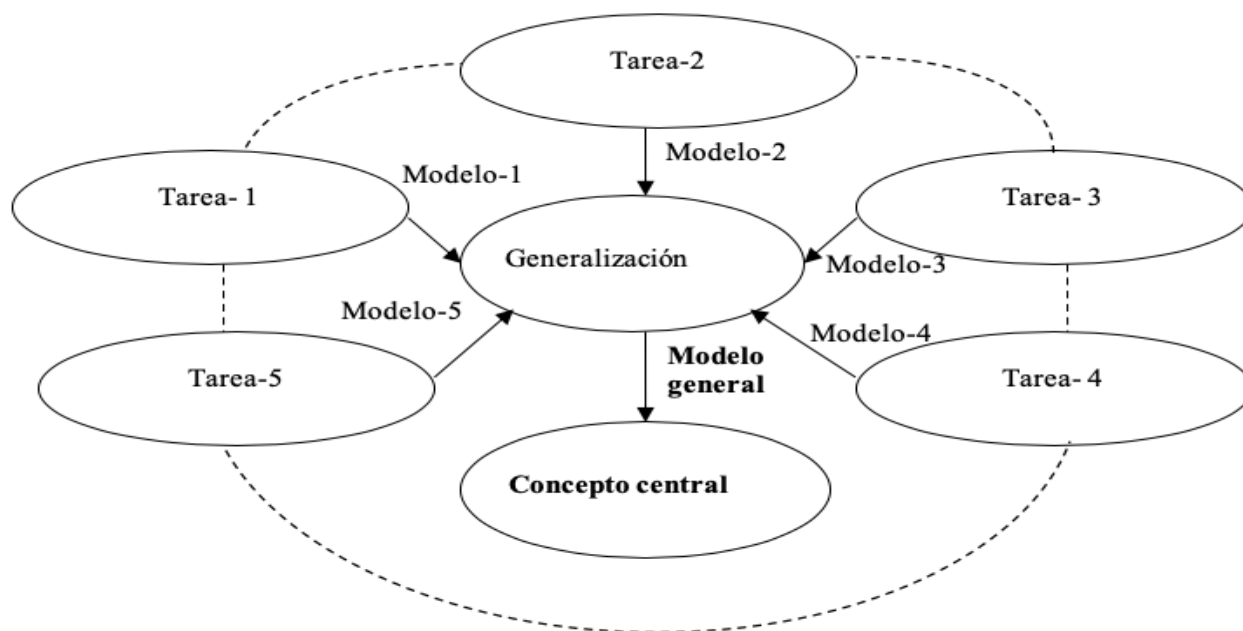 Tarea-2
Modelo-2
Modelo-1
Tarea- 1
Tarea- 3
Generalización
Modelo-3
Modelo-5
Modelo-4
Modelo
general
Tarea-5
Tarea- 4
Concepto central